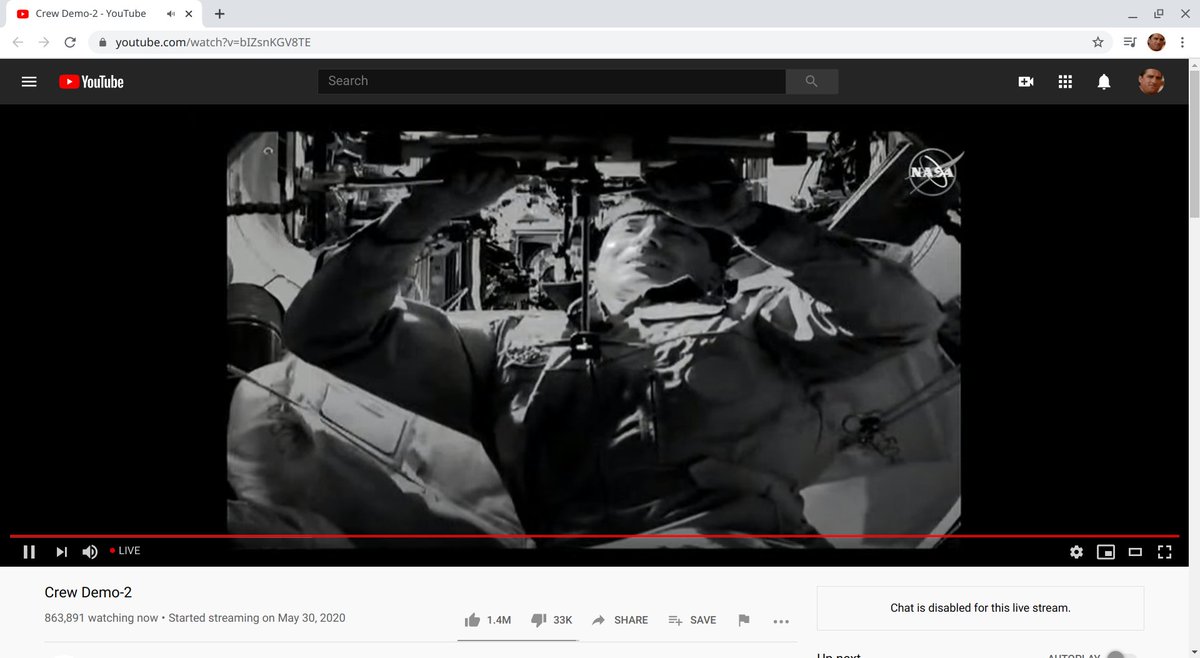 Crew Demo-2 - YouTube
youtube.com/watch?v=bIZsnKGV8TE
YouTube
Search
NASA
LIVE
Crew Demo-2
863,891 watching now • Started streaming on May 30, 2020
1.4M
33K
SHARE
SAVE
Chat is disabled for this live stream.
Up next
AUTOPLAY